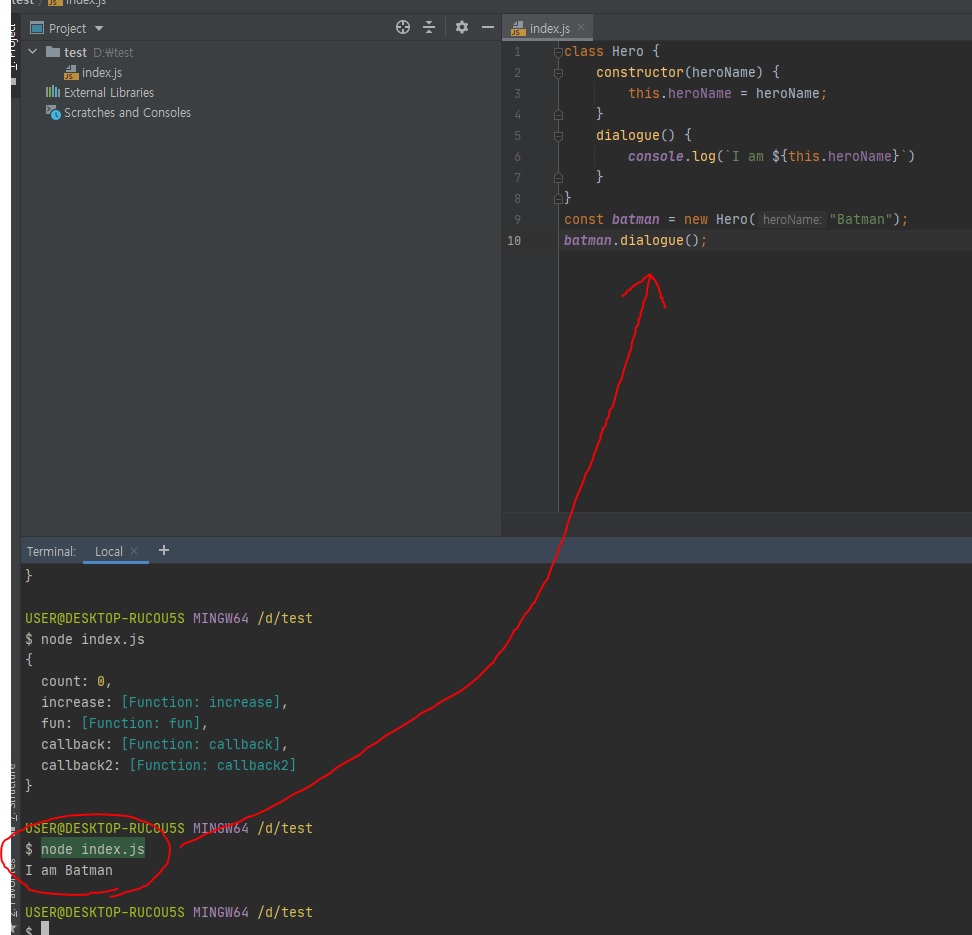 test / index.js
Project
index.js
test D:\test
index.js
External Libraries
Scratches and Consoles
1 class Hero {
2 constructor(heroName) {
3 this.heroName = heroName;
4 }
5 dialogue() {
6 console.log(`I am ${this.heroName}`)
7 }
8 }
9 const batman = new Hero( heroName: "Batman");
10 batman.dialogue();
Terminal: Local +
}
USER@DESKTOP-RUCOU5S MINGW64 /d/test
$ node index.js
{
count: 0,
increase: [Function: increase],
fun: [Function: fun],
callback: [Function: callback],
callback2: [Function: callback2]
}
USER@DESKTOP-RUCOU5S MINGW64 /d/test
$ node index.js
I am Batman
USER@DESKTOP-RUCOU5S MINGW64 /d/test
$
1: Project
Z: Structure
2: Favorites